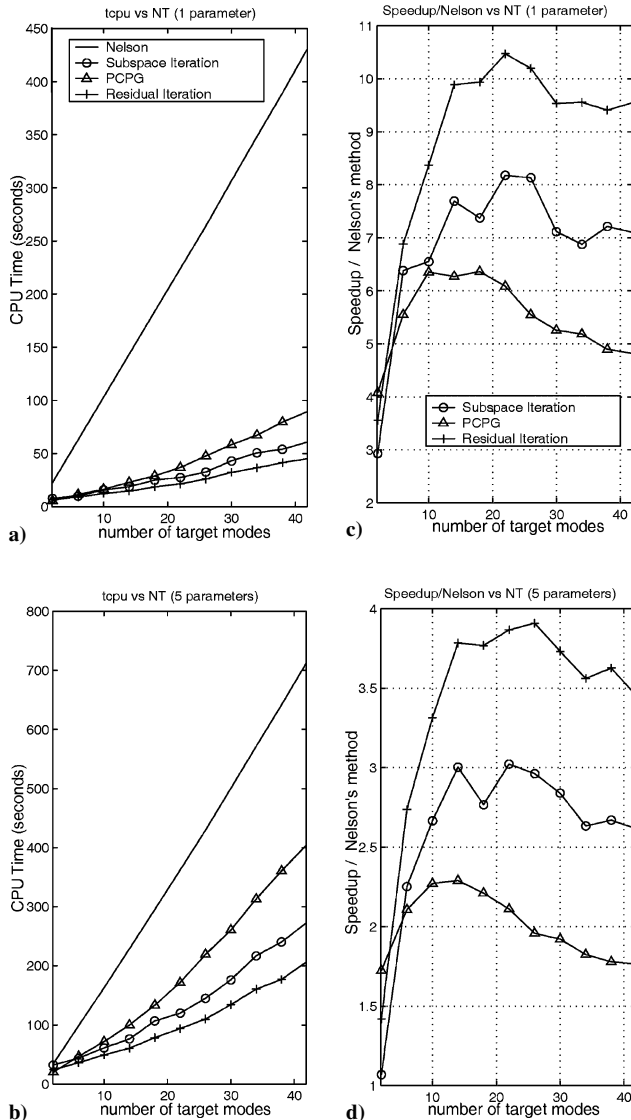 tcpu vs NT (1 parameter)
450
400
350
300
250
200
150
100
50
0
CPU Time (seconds)
Nelson
Subspace Iteration
PCPG
Residual Iteration
10
20
30
40
number of target modes
a)
Speedup/Nelson vs NT (1 parameter)
11
10
9
8
7
6
5
4
3
2
Speedup / Nelson's method
Subspace Iteration
PCPG
Residual Iteration
10
20
30
40
number of target modes
c)
tcpu vs NT (5 parameters)
800
700
600
500
400
300
200
100
0
CPU Time (seconds)
10
20
30
40
number of target modes
b)
Speedup/Nelson vs NT (5 parameters)
4
3.5
3
2.5
2
1.5
1
Speedup / Nelson's method
10
20
30
40
number of target modes
d)